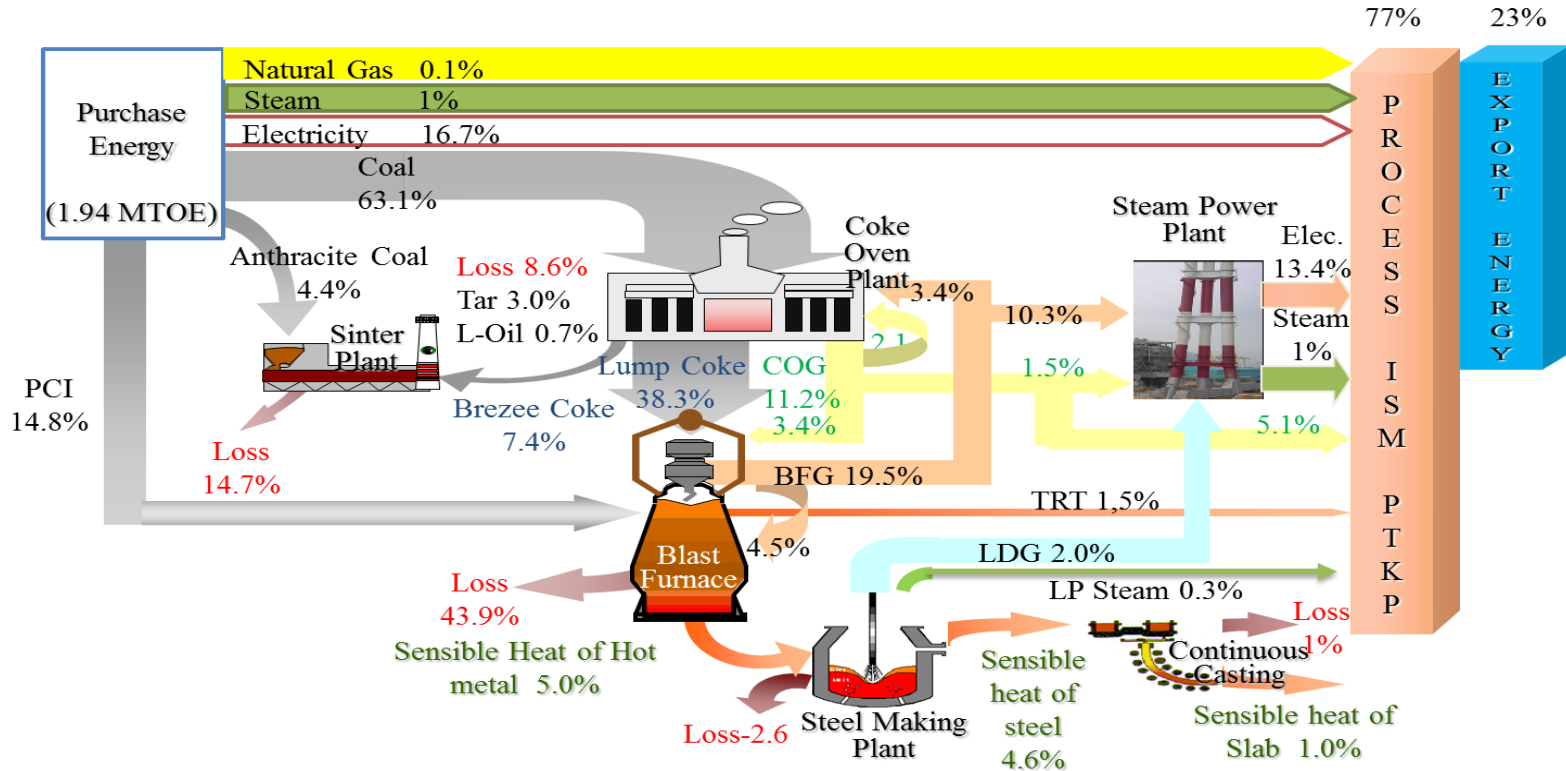 77%
23%
Natural Gas 0.1%
Steam 1%
Electricity 16.7%
Purchase
Energy
(1.94 MTOE)
Coal
63.1%
Anthracite Coal
4.4%
Sinter
Plant
Loss
14.7%
PCI
14.8%
Loss 8.6%
Tar 3.0%
L-Oil 0.7%
Coke
Oven
Plant
3.4%
2.1
10.3%
Steam Power
Plant
Elec.
13.4%
Steam
1%
Lump Coke
38.3%
COG
11.2%
3.4%
1.5%
5.1%
Brezee Coke
7.4%
BFG 19.5%
4.5%
TRT 1,5%
Blast
Furnace
Loss
43.9%
Sensible Heat of Hot
metal 5.0%
LDG 2.0%
LP Steam 0.3%
Loss-2.6
Steel Making
Plant
Sensible
heat of
steel
4.6%
Continuous
Casting
Loss
1%
Sensible heat of
Slab 1.0%
PROCESS ISM PTKP
EXPORT ENERGY